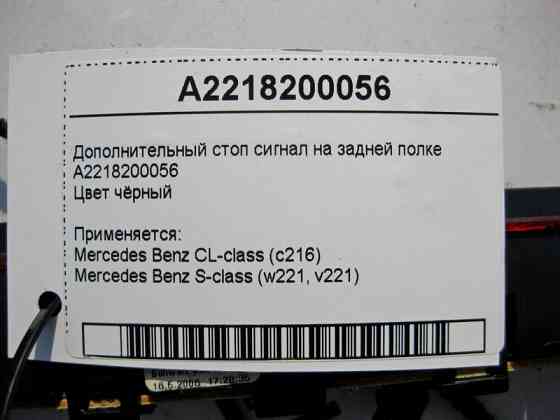 A2218200056
Дополнительный стоп сигнал на задней полке
A2218200056
Цвет чёрный
Применяется:
Mercedes Benz CL-class (c216)
Mercedes Benz S-class (w221, v221)